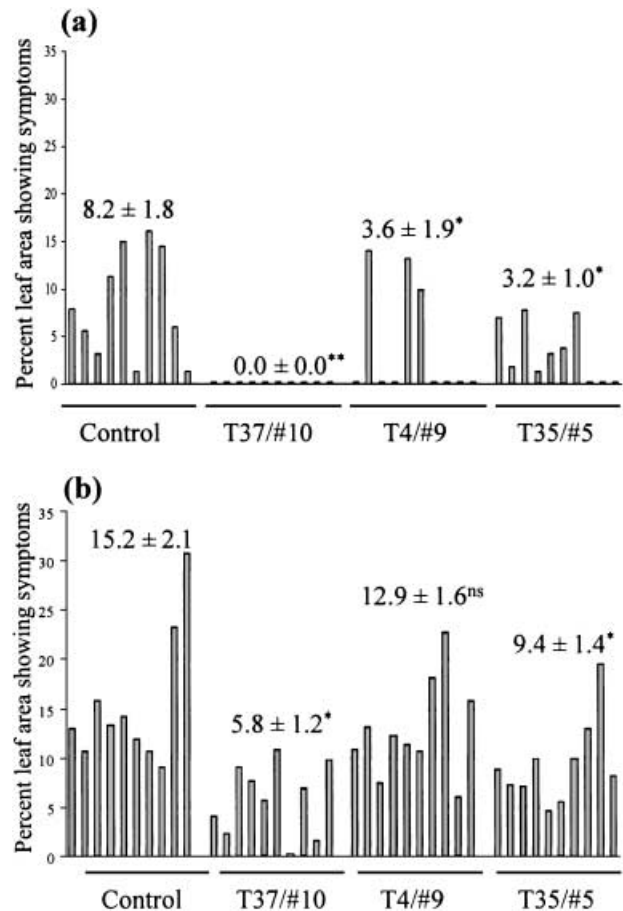 (a)
Percent leaf area showing symptoms
35
30
25
20
15
10
5
0
8.2 ± 1.8
0.0 ± 0.0**
3.6 ± 1.9*
3.2 ± 1.0*
Control
T37/#10
T4/#9
T35/#5
(b)
Percent leaf area showing symptoms
35
30
25
20
15
10
5
0
15.2 ± 2.1
5.8 ± 1.2*
12.9 ± 1.6ns
9.4 ± 1.4*
Control
T37/#10
T4/#9
T35/#5